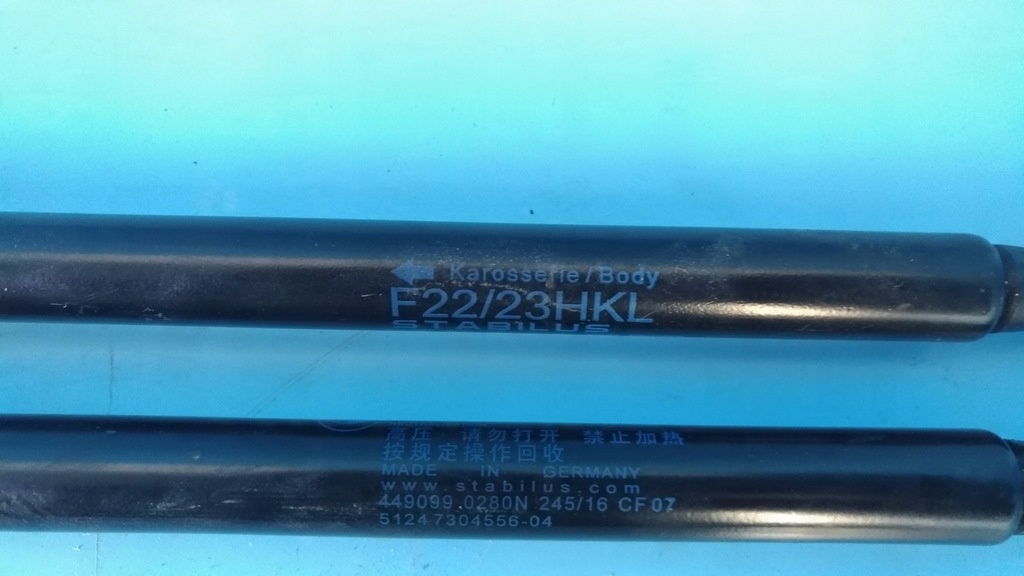 Karosserie/Body
F22/23HKL
STABILUS
高压 请勿打开 禁止加热
按规定操作回收
MADE IN GERMANY
www.stabilus.com
449099 0280N 245/16 CF07
51247304556-04